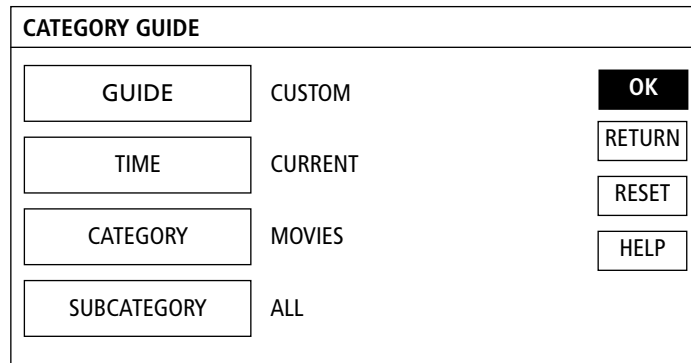 CATEGORY GUIDE
GUIDE CUSTOM OK
RETURN
TIME CURRENT
RESET
CATEGORY MOVIES
HELP
SUBCATEGORY ALL